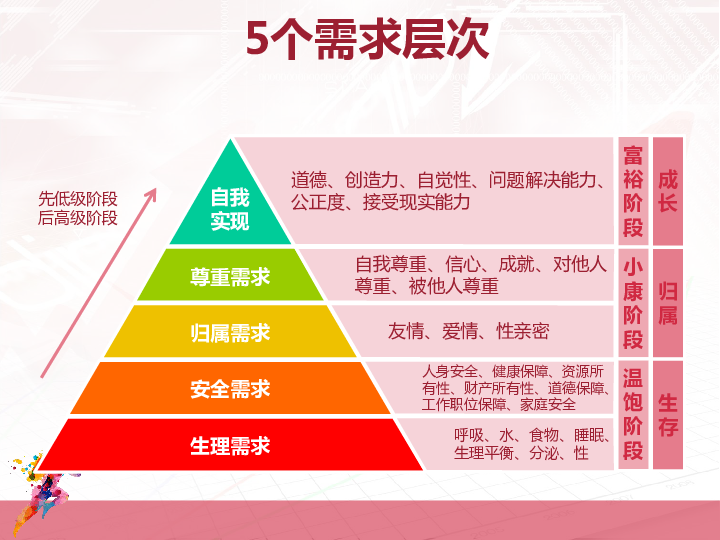 5个需求层次
先低级阶段
后高级阶段
自我
实现
道德、创造力、自觉性、问题解决能力、
公正度、接受现实能力
富裕阶段
成长
尊重需求
自我尊重、信心、成就、对他人
尊重、被他人尊重
小康阶段
归属
归属需求
友情、爱情、性亲密
安全需求
人身安全、健康保障、资源所
有性、财产所有性、道德保障、
工作职位保障、家庭安全
温饱阶段
生存
生理需求
呼吸、水、食物、睡眠、
生理平衡、分泌、性